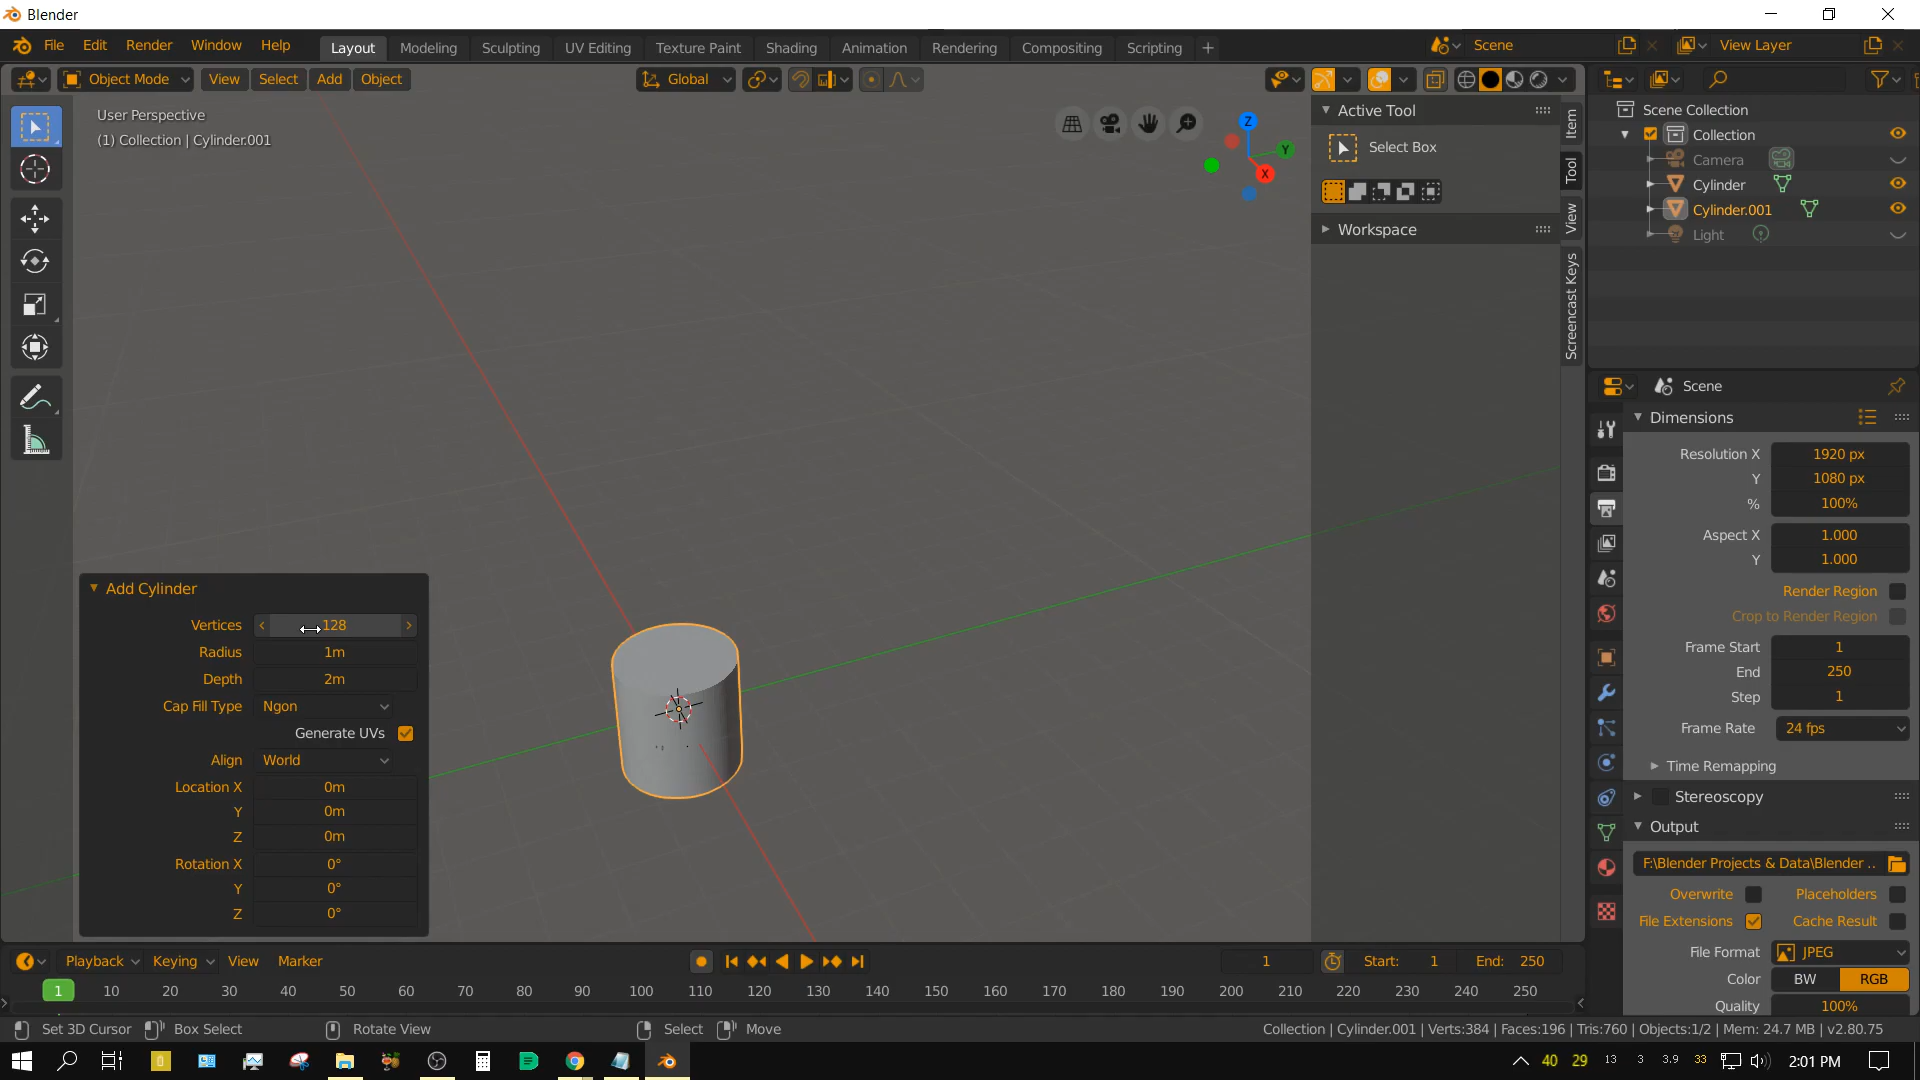 Blender
File Edit Render Window Help
Layout Modeling Sculpting UV Editing Texture Paint Shading Animation Rendering Compositing Scripting +
Scene
View Layer
Object Mode View Select Add Object
Global
User Perspective
(1) Collection | Cylinder.001
Z
Y
X
Active Tool
Select Box
Workspace
Item
Tool
View
Screencast Keys
Scene Collection
Collection
Camera
Cylinder
Cylinder.001
Light
Scene
Dimensions
Resolution X 1920 px
Y 1080 px
% 100%
Aspect X 1.000
Y 1.000
Render Region
Crop to Render Region
Frame Start 1
End 250
Step 1
Frame Rate 24 fps
Time Remapping
Stereoscopy
Output
F:\Blender Projects & Data\Blender ..
Overwrite Placeholders
File Extensions Cache Result
File Format JPEG
Color BW RGB
Quality 100%
Add Cylinder
Vertices 128
Radius 1m
Depth 2m
Cap Fill Type Ngon
Generate UVs
Align World
Location X 0m
Y 0m
Z 0m
Rotation X 0°
Y 0°
Z 0°
Playback Keying View Marker
1 Start: 1 End: 250
1 10 20 30 40 50 60 70 80 90 100 110 120 130 140 150 160 170 180 190 200 210 220 230 240 250
Set 3D Cursor Box Select Rotate View Select Move
Collection | Cylinder.001 | Verts:384 | Faces:196 | Tris:760 | Objects:1/2 | Mem: 24.7 MB | v2.80.75
40 29 13 3 3.9 33 2:01 PM